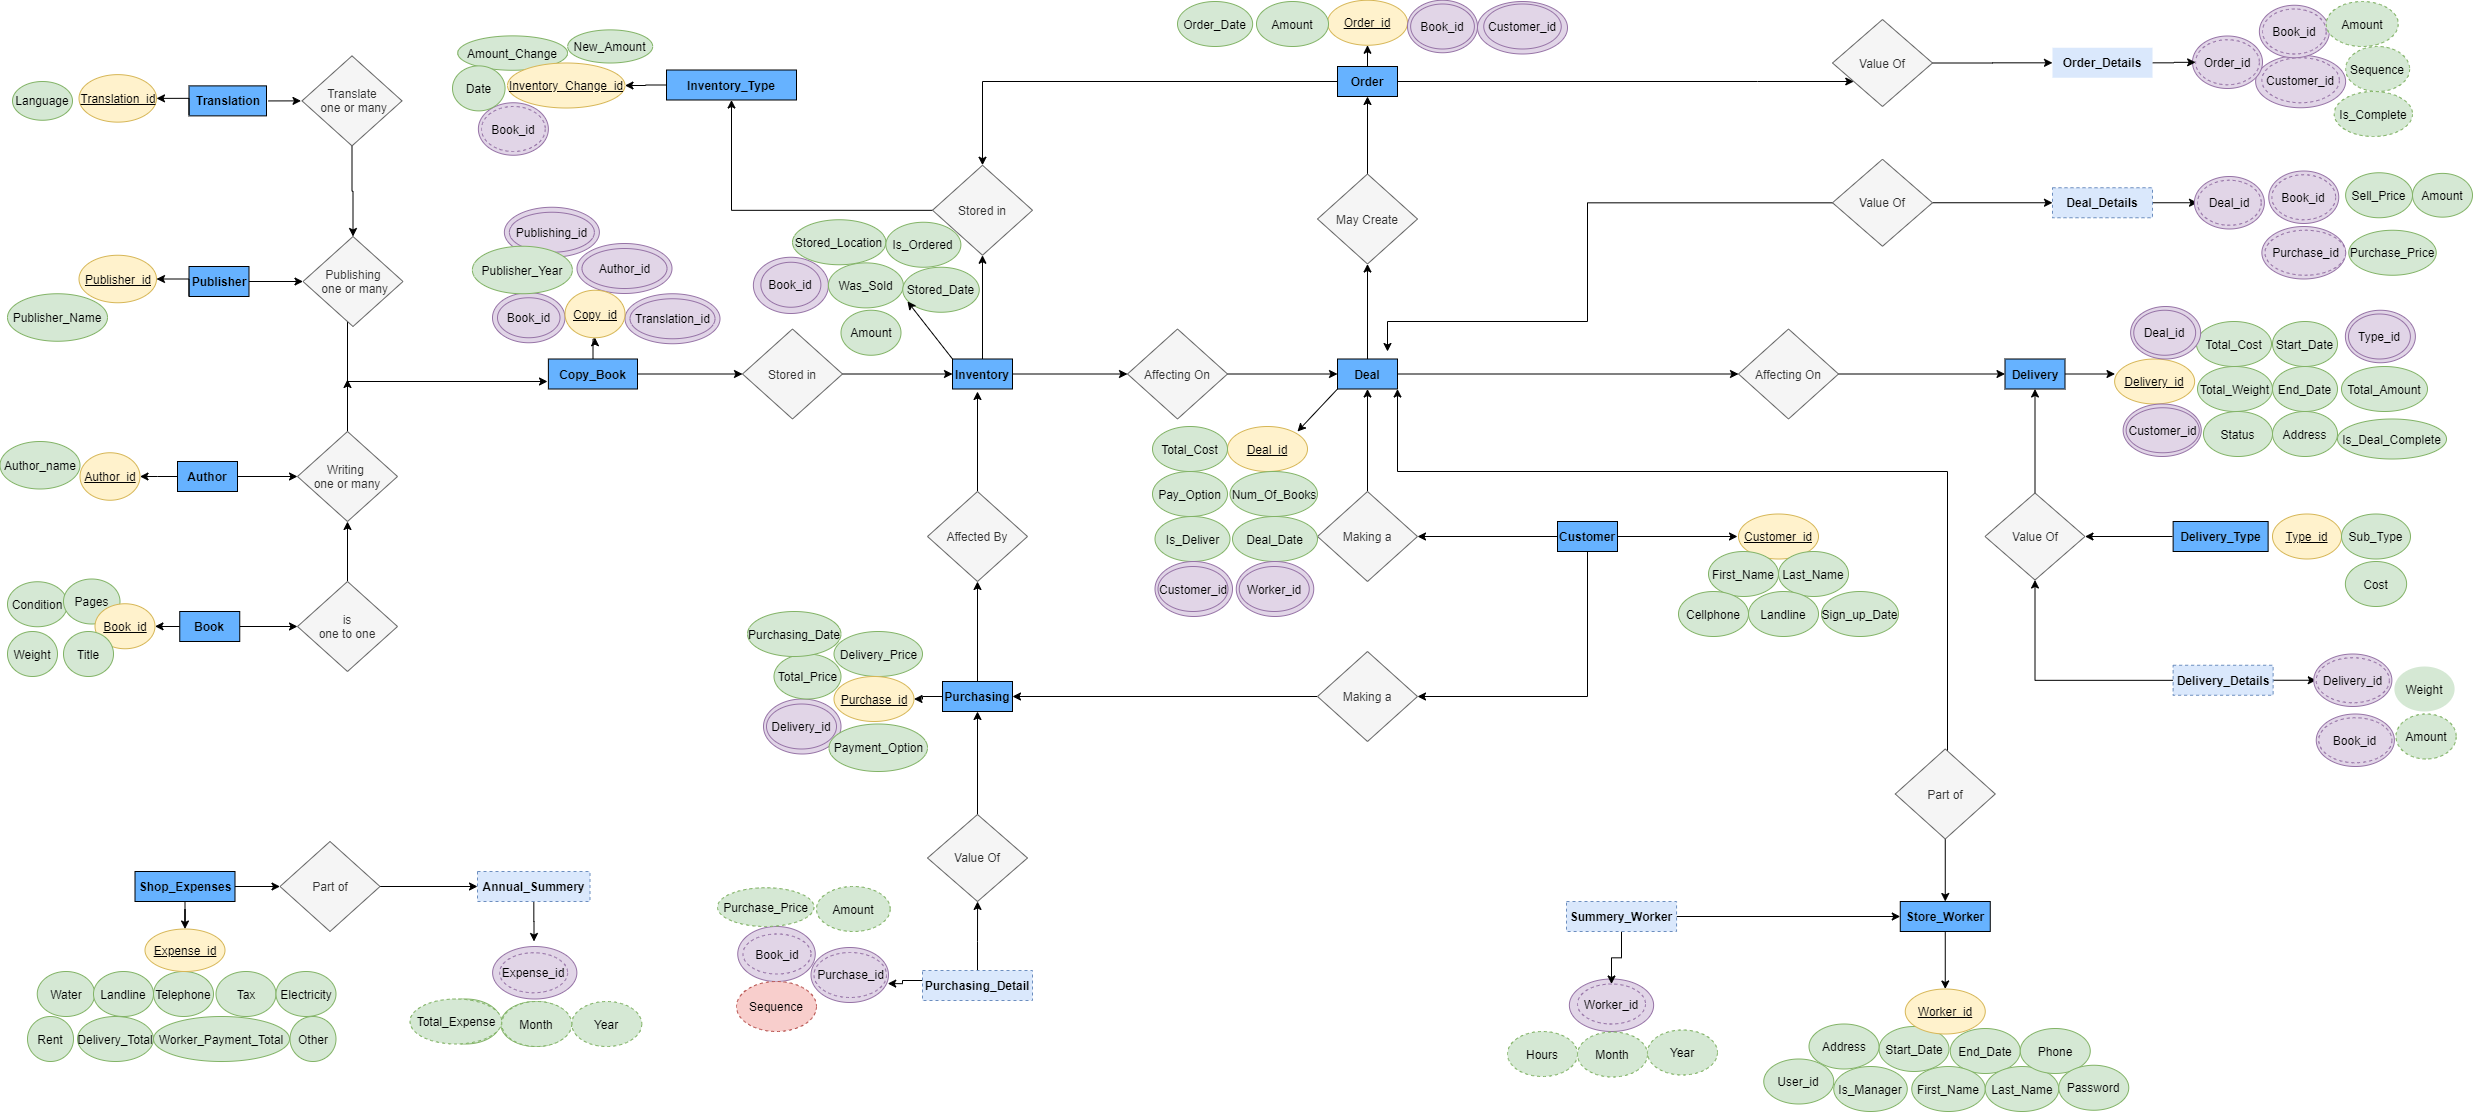 Order_Date
Amount
Order_id
Book_id
Customer_id
Value Of
Order_Details
Order_id
Book_id
Amount
Customer_id
Sequence
Is_Complete
Amount_Change
New_Amount
Date
Inventory_Change_id
Book_id
Inventory_Type
Order
Language
Translation_id
Translation
Translate
one or many
Stored in
May Create
Value Of
Deal_Details
Deal_id
Book_id
Sell_Price
Amount
Purchase_id
Purchase_Price
Publisher_id
Publisher
Publisher_Name
Publishing
one or many
Publishing_id
Publisher_Year
Author_id
Book_id
Copy_id
Translation_id
Copy_Book
Stored in
Stored_Location
Is_Ordered
Book_id
Was_Sold
Stored_Date
Amount
Inventory
Affecting On
Deal
Affecting On
Delivery
Deal_id
Total_Cost
Start_Date
Type_id
Delivery_id
Total_Weight
End_Date
Total_Amount
Customer_id
Status
Address
Is_Deal_Complete
Author_name
Author_id
Author
Writing
one or many
Total_Cost
Deal_id
Pay_Option
Num_Of_Books
Is_Deliver
Deal_Date
Customer_id
Worker_id
Affected By
Making a
Customer
Customer_id
First_Name
Last_Name
Cellphone
Landline
Sign_up_Date
Value Of
Delivery_Type
Type_id
Sub_Type
Cost
Condition
Pages
Book_id
Weight
Title
Book
is
one to one
Purchasing_Date
Delivery_Price
Total_Price
Purchase_id
Delivery_id
Payment_Option
Purchasing
Making a
Delivery_Details
Delivery_id
Weight
Book_id
Amount
Part of
Shop_Expenses
Part of
Annual_Summery
Value Of
Expense_id
Water
Landline
Telephone
Tax
Electricity
Rent
Delivery_Total
Worker_Payment_Total
Other
Expense_id
Total_Expense
Month
Year
Purchase_Price
Amount
Book_id
Purchase_id
Sequence
Purchasing_Detail
Summery_Worker
Store_Worker
Worker_id
Hours
Month
Year
Worker_id
Address
Start_Date
End_Date
Phone
User_id
Is_Manager
First_Name
Last_Name
Password